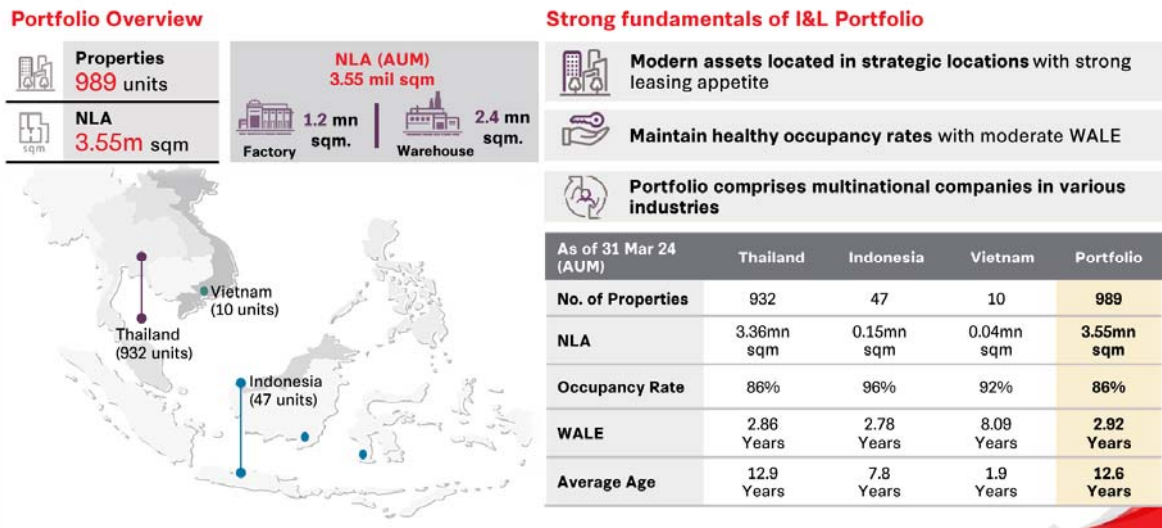 Portfolio Overview
Properties
989 units
NLA
3.55m sqm
sqm
NLA (AUM)
3.55 mil sqm
1.2 mn
sqm.
Factory
2.4 mn
sqm.
Warehouse
Vietnam
(10 units)
Thailand
(932 units)
Indonesia
(47 units)
Strong fundamentals of I&L Portfolio
Modern assets located in strategic locations with strong
leasing appetite
Maintain healthy occupancy rates with moderate WALE
Portfolio comprises multinational companies in various
industries
As of 31 Mar 24
(AUM)
Thailand
Indonesia
Vietnam
Portfolio
No. of Properties
932
47
10
989
NLA
3.36mn
sqm
0.15mn
sqm
0.04mn
sqm
3.55mn
sqm
Occupancy Rate
86%
96%
92%
86%
WALE
2.86
Years
2.78
Years
8.09
Years
2.92
Years
Average Age
12.9
Years
7.8
Years
1.9
Years
12.6
Years